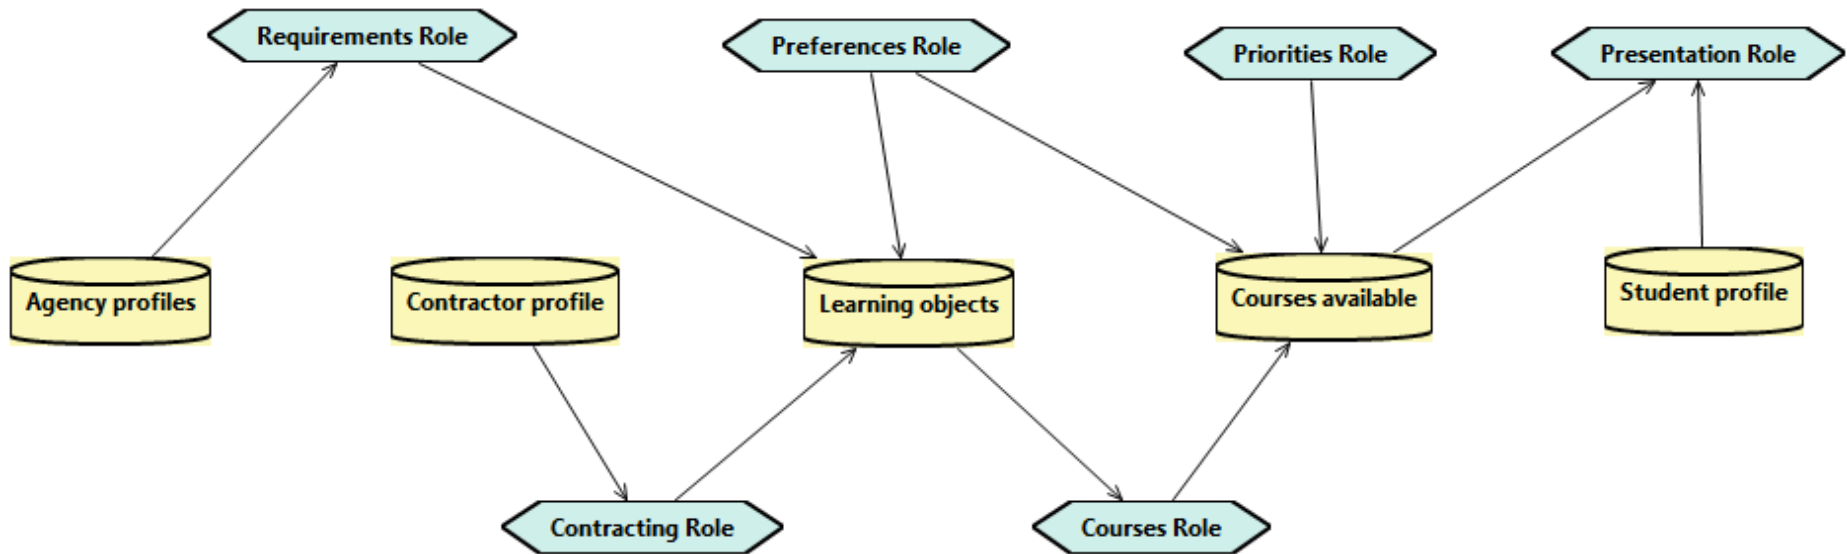 Requirements Role
Preferences Role
Priorities Role
Presentation Role
Agency profiles
Contractor profile
Learning objects
Courses available
Student profile
Contracting Role
Courses Role